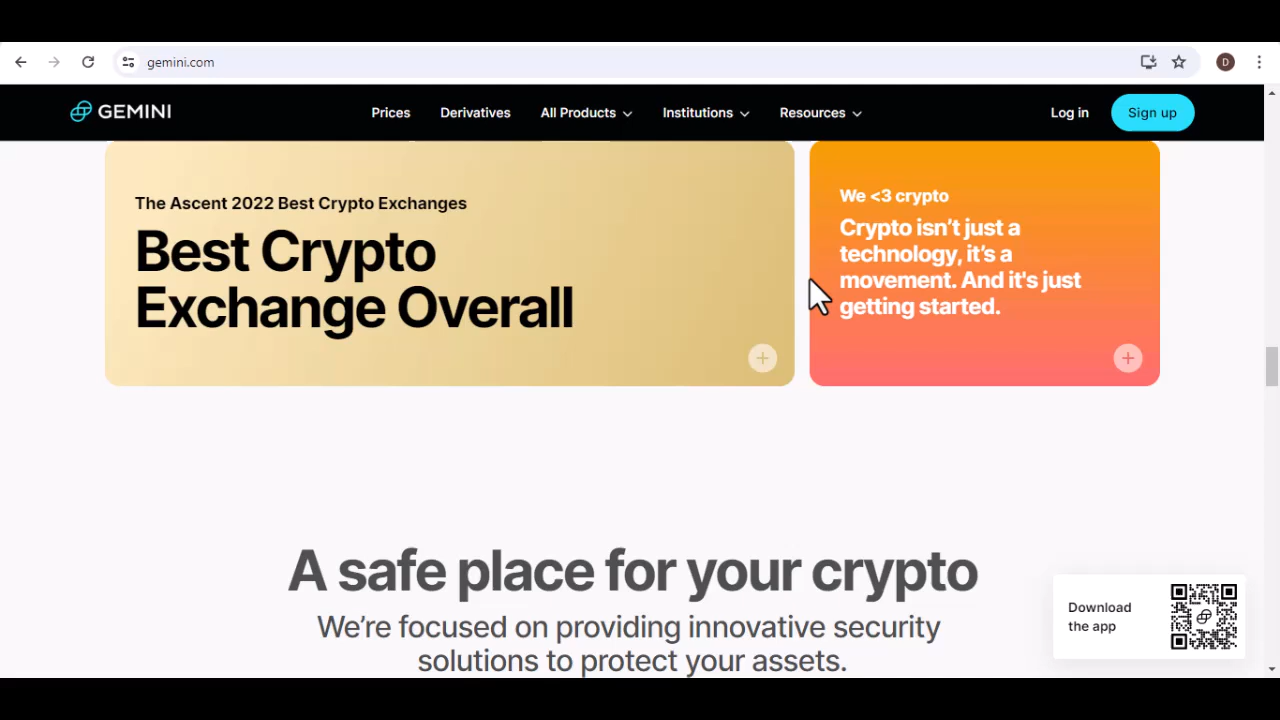 gemini.com
D
GEMINI
Prices
Derivatives
All Products
Institutions
Resources
Log in
Sign up
The Ascent 2022 Best Crypto Exchanges
Best Crypto
Exchange Overall
We <3 crypto
Crypto isn’t just a
technology, it’s a
movement. And it's just
getting started.
A safe place for your crypto
We’re focused on providing innovative security
solutions to protect your assets.
Download
the app